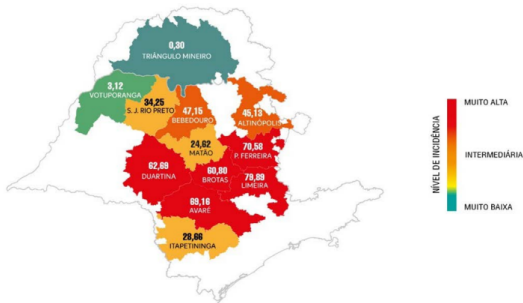 0,30
TRIÂNGULO MINEIRO
3,12
VOTUPORANGA
34,25
S. J. RIO PRETO
47,15
BEBEDOURO
45,13
ALTINÓPOLIS
24,62
MATÃO
70,58
P. FERREIRA
62,69
DUARTINA
60,80
BROTAS
79,89
LIMEIRA
69,16
AVARÉ
28,66
ITAPETININGA
NÍVEL DE INCIDÊNCIA
MUITO ALTA
INTERMEDIÁRIA
MUITO BAIXA